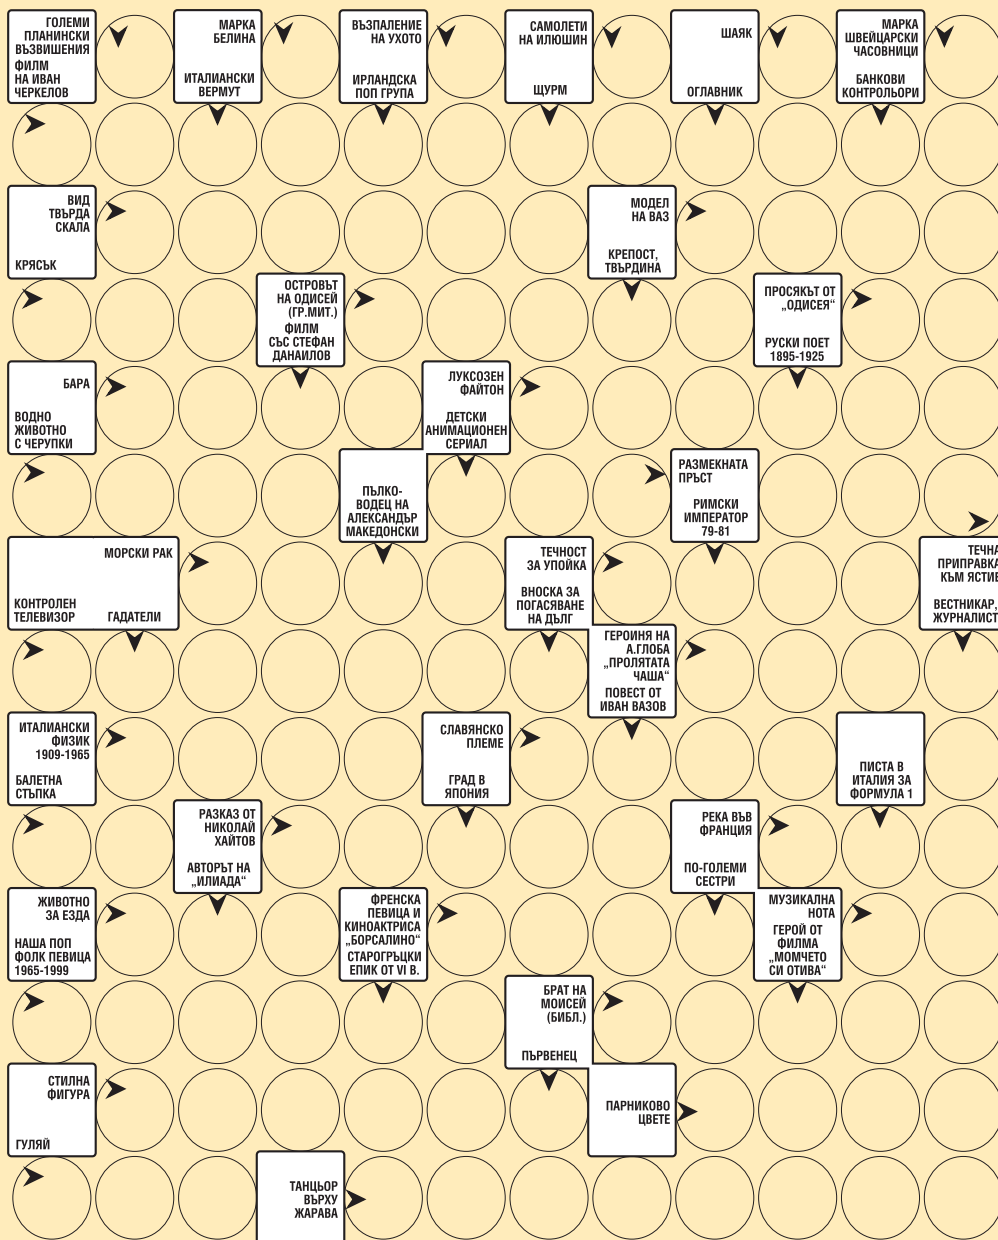 ГОЛЕМИ
ПЛАНИНСКИ
ВЪЗВИШЕНИЯ
ФИЛМ
НА ИВАН
ЧЕРКЕЛОВ
МАРКА
БЕЛИНА
ИТАЛИАНСКИ
ВЕРМУТ
ВЪЗПАЛЕНИЕ
НА УХОТО
ИРЛАНДСКА
ПОП ГРУПА
САМОЛЕТИ
НА ИЛЮШИН
ЩУРМ
ШАЯК
ОГЛАВНИК
МАРКА
ШВЕЙЦАРСКИ
ЧАСОВНИЦИ
БАНКОВИ
КОНТРОЛЬОРИ
ВИД
ТВЪРДА
СКАЛА
КРЯСЪК
МОДЕЛ
НА ВАЗ
КРЕПОСТ,
ТВЪРДИНА
ОСТРОВЪТ
НА ОДИСЕЙ
(ГР.МИТ.)
ФИЛМ
СЪС СТЕФАН
ДАНАИЛОВ
ПРОСЯКЪТ ОТ
„ОДИСЕЯ“
РУСКИ ПОЕТ
1895-1925
БАРА
ВОДНО
ЖИВОТНО
С ЧЕРУПКИ
ЛУКСОЗЕН
ФАЙТОН
ДЕТСКИ
АНИМАЦИОНЕН
СЕРИАЛ
ПЪЛКО-
ВОДЕЦ НА
АЛЕКСАНДЪР
МАКЕДОНСКИ
РАЗМЕКНАТА
ПРЪСТ
РИМСКИ
ИМПЕРАТОР
79-81
МОРСКИ РАК
КОНТРОЛЕН
ТЕЛЕВИЗОР
ГАДАТЕЛИ
ТЕЧНОСТ
ЗА УПОЙКА
ВНОСКА ЗА
ПОГАСЯВАНЕ
НА ДЪЛГ
ТЕЧНА
ПРИПРАВКА
КЪМ ЯСТИЕ
ВЕСТНИКАР,
ЖУРНАЛИСТ
ГЕРОИНЯ НА
А.ГЛОБА
„ПРОЛЯТАТА
ЧАША“
ПОВЕСТ ОТ
ИВАН ВАЗОВ
ИТАЛИАНСКИ
ФИЗИК
1909-1965
БАЛЕТНА
СТЪПКА
СЛАВЯНСКО
ПЛЕМЕ
ГРАД В
ЯПОНИЯ
ПИСТА В
ИТАЛИЯ ЗА
ФОРМУЛА 1
РАЗКАЗ ОТ
НИКОЛАЙ
ХАЙТОВ
АВТОРЪТ НА
„ИЛИАДА“
РЕКА ВЪВ
ФРАНЦИЯ
ПО-ГОЛЕМИ
СЕСТРИ
ЖИВОТНО
ЗА ЕЗДА
НАША ПОП
ФОЛК ПЕВИЦА
1965-1999
ФРЕНСКА
ПЕВИЦА И
КИНОАКТРИСА
„БОРСАЛИНО“
СТАРОГРЪЦКИ
ЕПИК ОТ VI В.
МУЗИКАЛНА
НОТА
ГЕРОЙ ОТ
ФИЛМА
„МОМЧЕТО
СИ ОТИВА“
БРАТ НА
МОИСЕЙ
(БИБЛ.)
ПЪРВЕНЕЦ
СТИЛНА
ФИГУРА
ГУЛЯЙ
ПАРНИКОВО
ЦВЕТЕ
ТАНЦЬОР
ВЪРХУ
ЖАРАВА